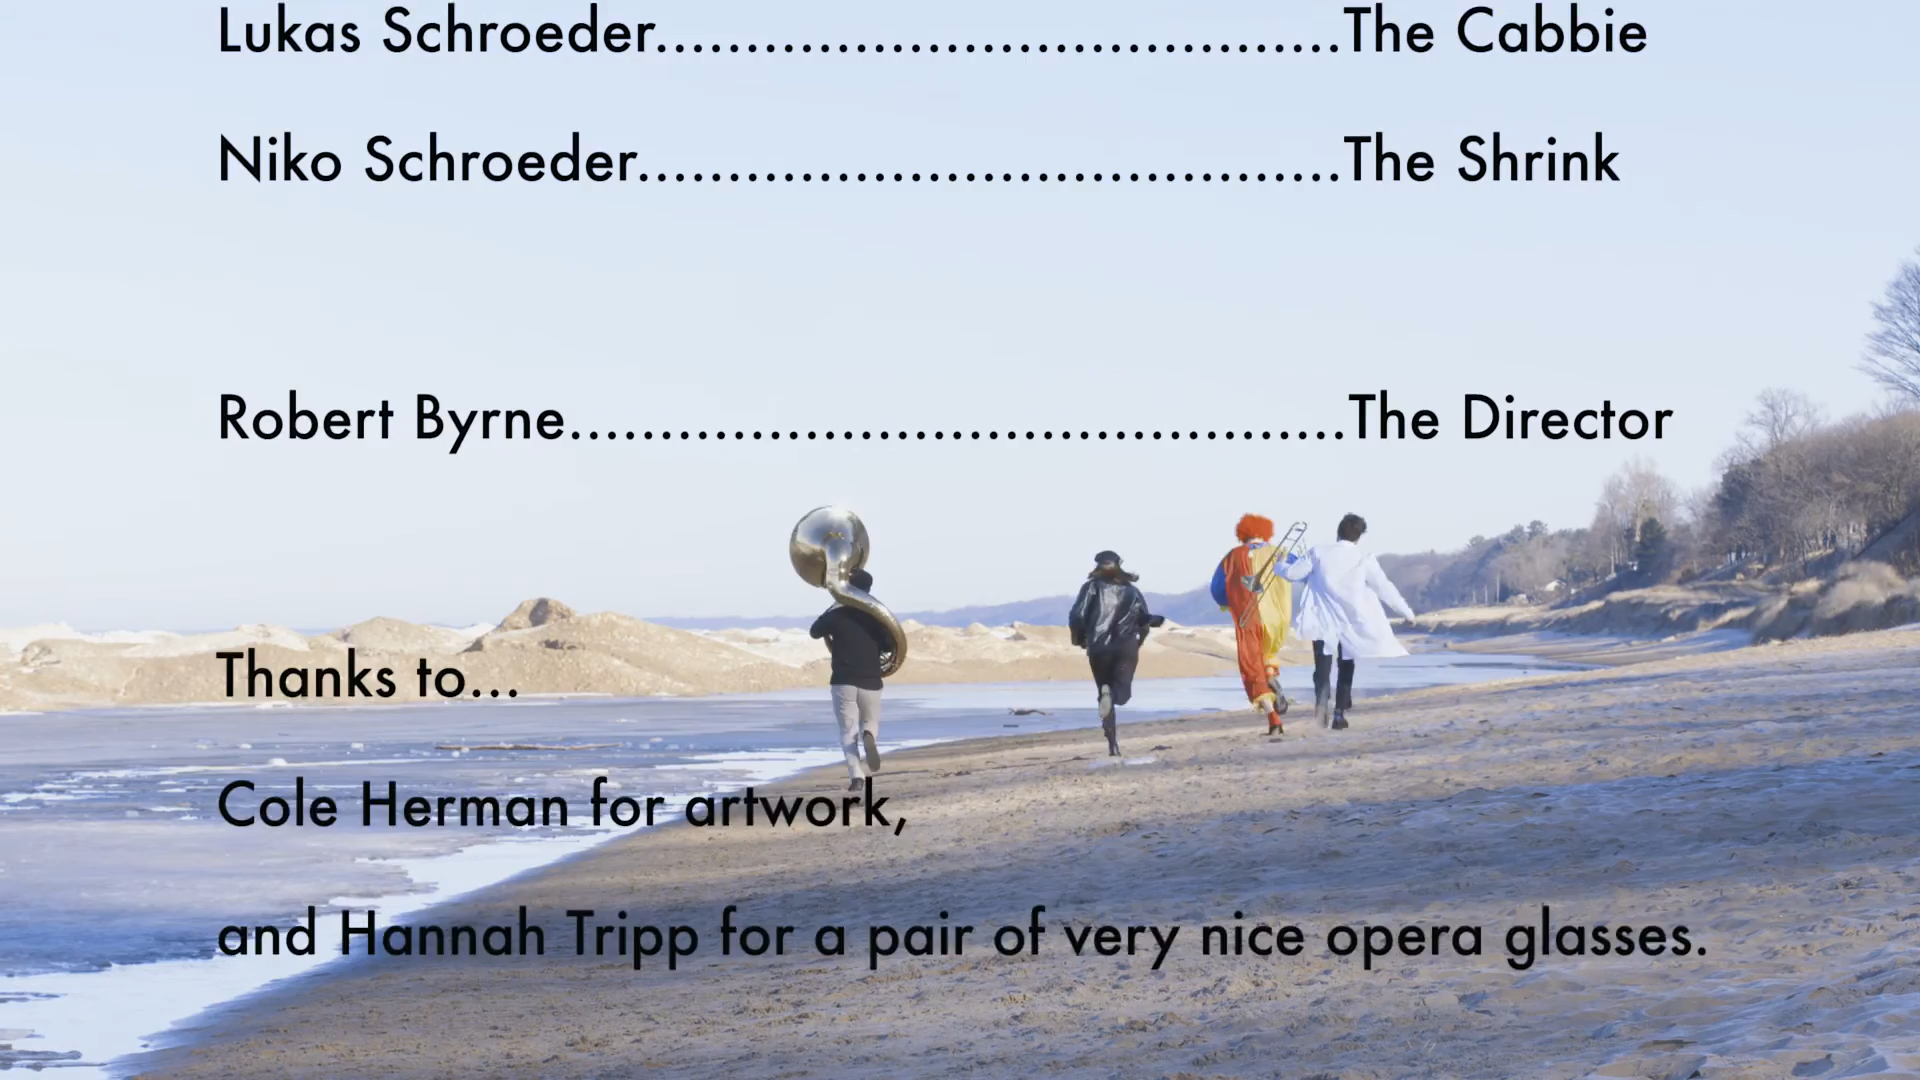 Lukas Schroeder......................................The Cabbie
Niko Schroeder.......................................The Shrink
Robert Byrne...........................................The Director
Thanks to...
Cole Herman for artwork,
and Hannah Tripp for a pair of very nice opera glasses.